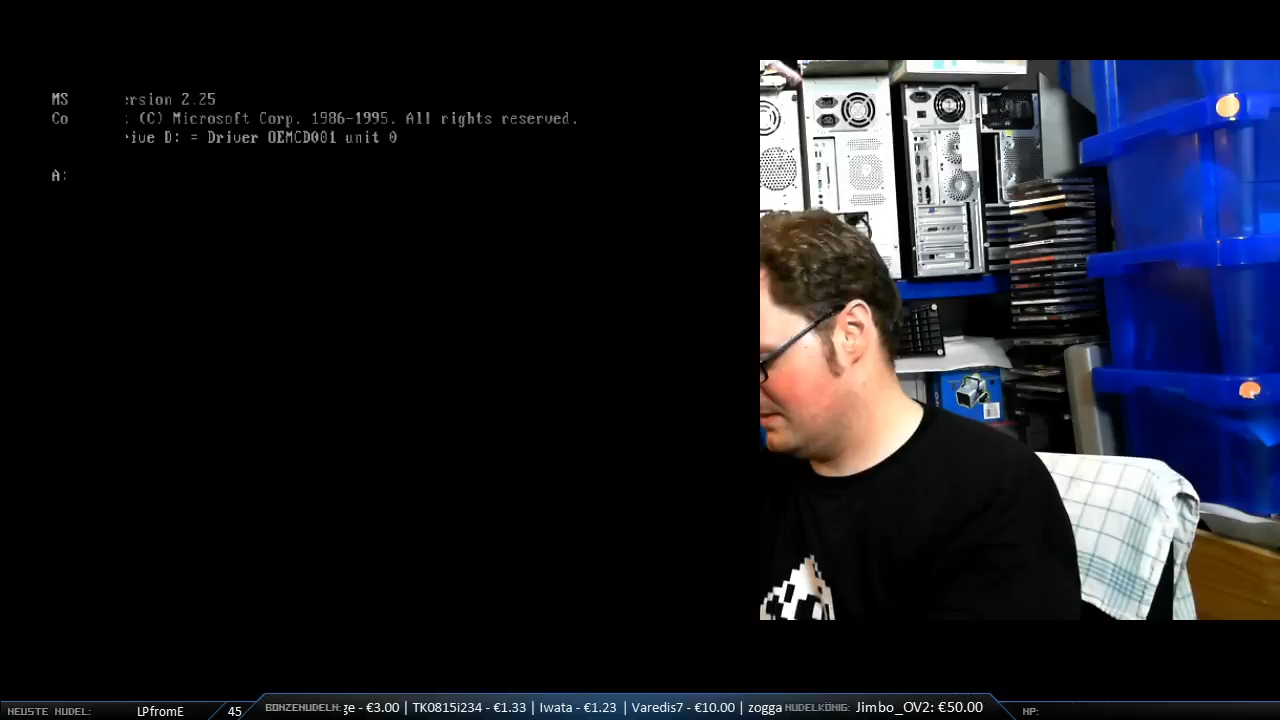 MS ersion 2.25
Co : (C) Microsoft Corp. 1986-1995. All rights reserved.
ive D: = Driver OEMCD001 unit 0
A:
NEUSTE NUDEL: LPfromE 45 BONZENUDELN: ge - €3.00 | TK0815i234 - €1.33 | Iwata - €1.23 | Varedis7 - €10.00 | zogga NUDELKÖNIG: Jimbo_OV2: €50.00 NP: